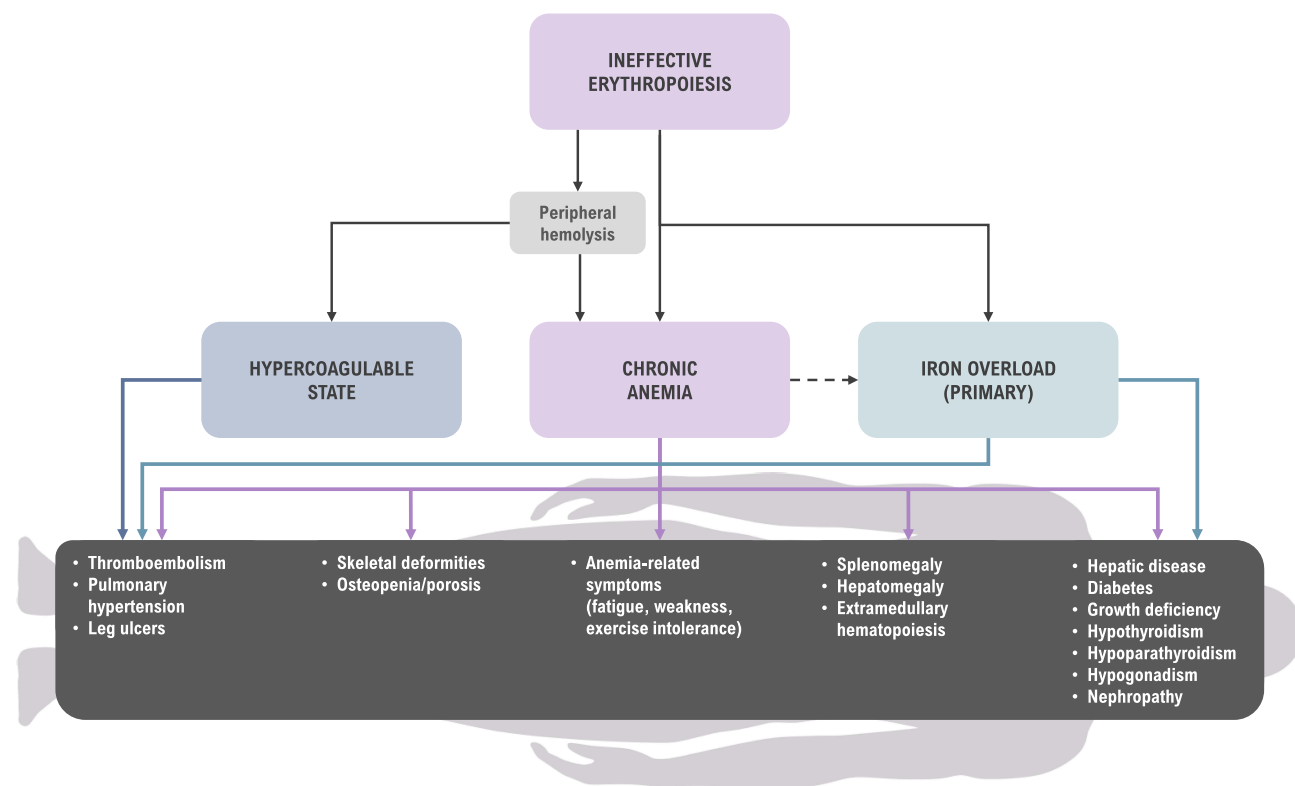 INEFFECTIVE
ERYTHROPOIESIS
Peripheral
hemolysis
HYPERCOAGULABLE
STATE
CHRONIC
ANEMIA
IRON OVERLOAD
(PRIMARY)
• Thromboembolism
• Pulmonary
hypertension
• Leg ulcers
• Skeletal deformities
• Osteopenia/porosis
• Anemia-related
symptoms
(fatigue, weakness,
exercise intolerance)
• Splenomegaly
• Hepatomegaly
• Extramedullary
hematopoiesis
• Hepatic disease
• Diabetes
• Growth deficiency
• Hypothyroidism
• Hypoparathyroidism
• Hypogonadism
• Nephropathy